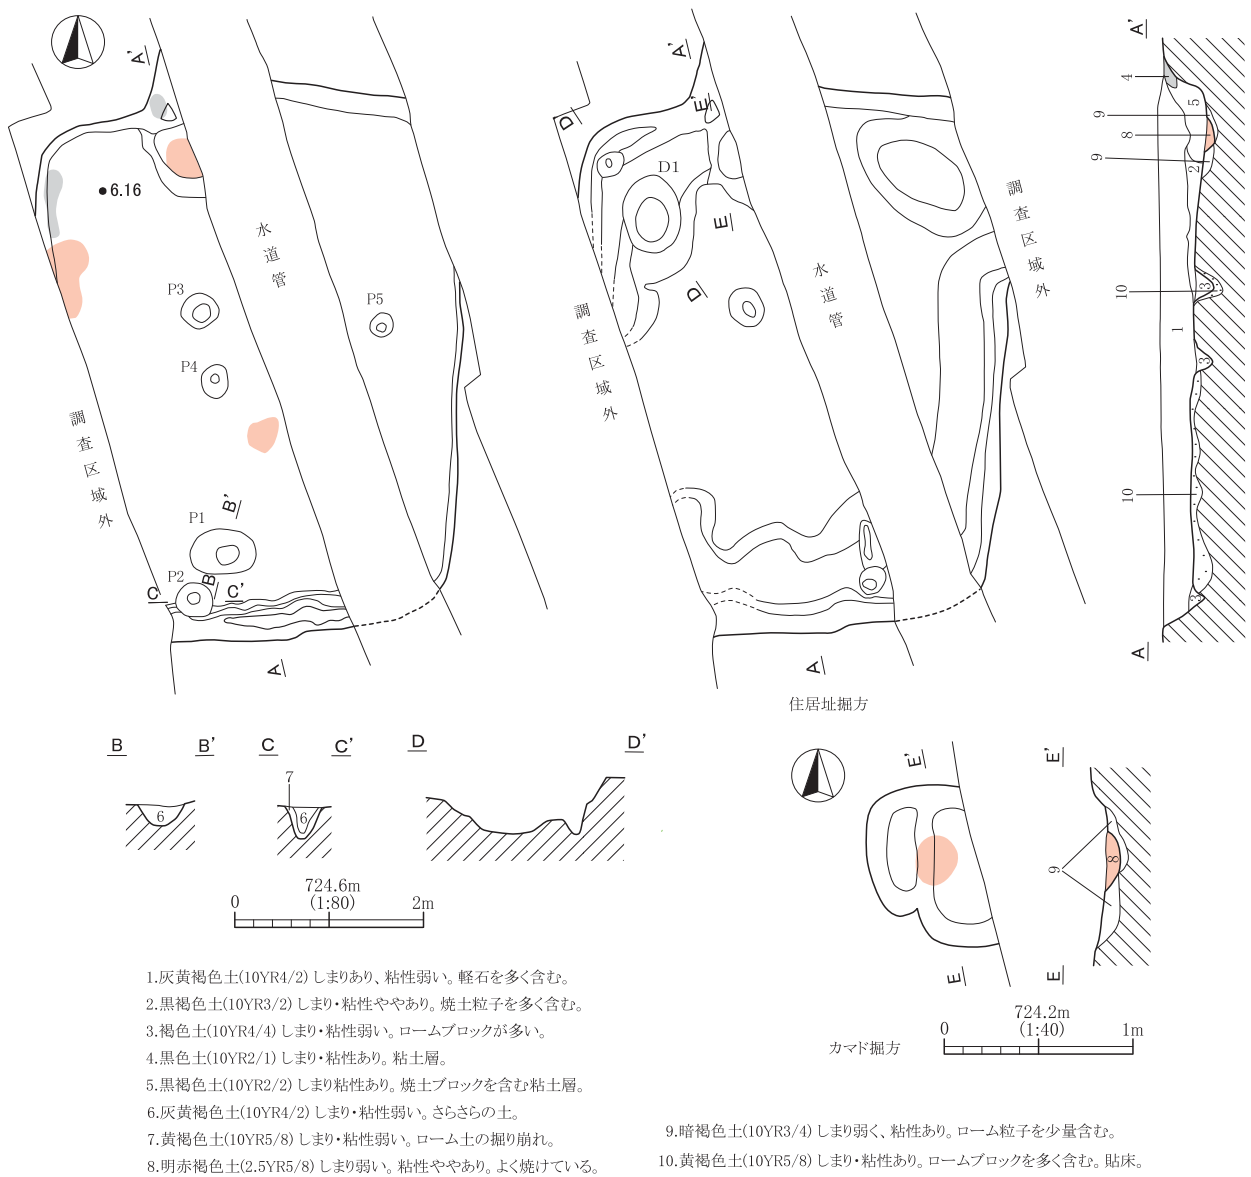 A'
6.16
水道管
P3
P5
P4
調査区域外
P1
B'
P2
B
C
C'
A
A'
D
E'
D1
E
D'
水道管
調査区域外
調査区域外
A
住居址掘方
A'
4
5
9
8
9
2
3
10
1
3
10
3
A
B
B'
C
C'
D
D'
7
6
6
724.6m
0
(1:80)
2m
E'
E'
8
9
E
E
724.2m
0
(1:40)
1m
カマド掘方
1.灰黄褐色土(10YR4/2) しまりあり、粘性弱い。軽石を多く含む。
2.黒褐色土(10YR3/2) しまり・粘性ややあり。焼土粒子を多く含む。
3.褐色土(10YR4/4) しまり・粘性弱い。ロームブロックが多い。
4.黒色土(10YR2/1) しまり・粘性あり。粘土層。
5.黒褐色土(10YR2/2) しまり粘性あり。焼土ブロックを含む粘土層。
6.灰黄褐色土(10YR4/2) しまり・粘性弱い。さらさらの土。
7.黄褐色土(10YR5/8) しまり・粘性弱い。ローム土の掘り崩れ。
8.明赤褐色土(2.5YR5/8) しまり弱い。粘性ややあり。よく焼けている。
9.暗褐色土(10YR3/4) しまり弱く、粘性あり。ローム粒子を少量含む。
10.黄褐色土(10YR5/8) しまり・粘性あり。ロームブロックを多く含む。貼床。